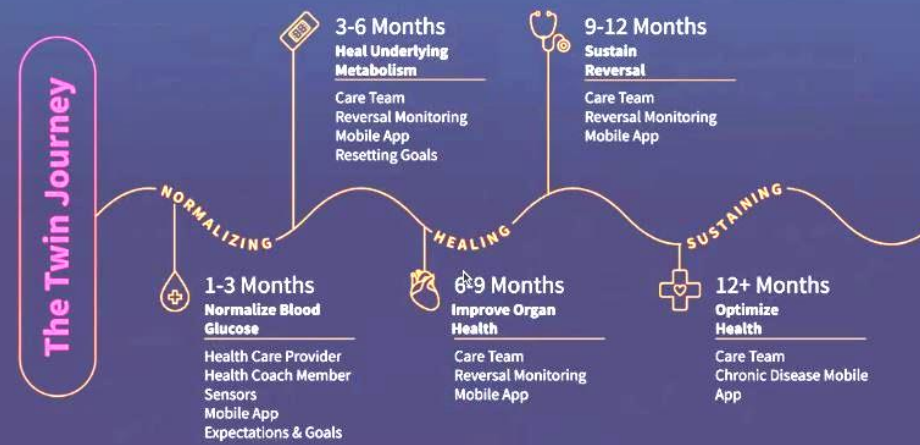 The Twin Journey
3-6 Months
Heal Underlying
Metabolism
Care Team
Reversal Monitoring
Mobile App
Resetting Goals
9-12 Months
Sustain
Reversal
Care Team
Reversal Monitoring
Mobile App
NORMALIZING
HEALING
SUSTAINING
1-3 Months
Normalize Blood
Glucose
Health Care Provider
Health Coach Member
Sensors
Mobile App
Expectations & Goals
6-9 Months
Improve Organ
Health
Care Team
Reversal Monitoring
Mobile App
12+ Months
Optimize
Health
Care Team
Chronic Disease Mobile
App